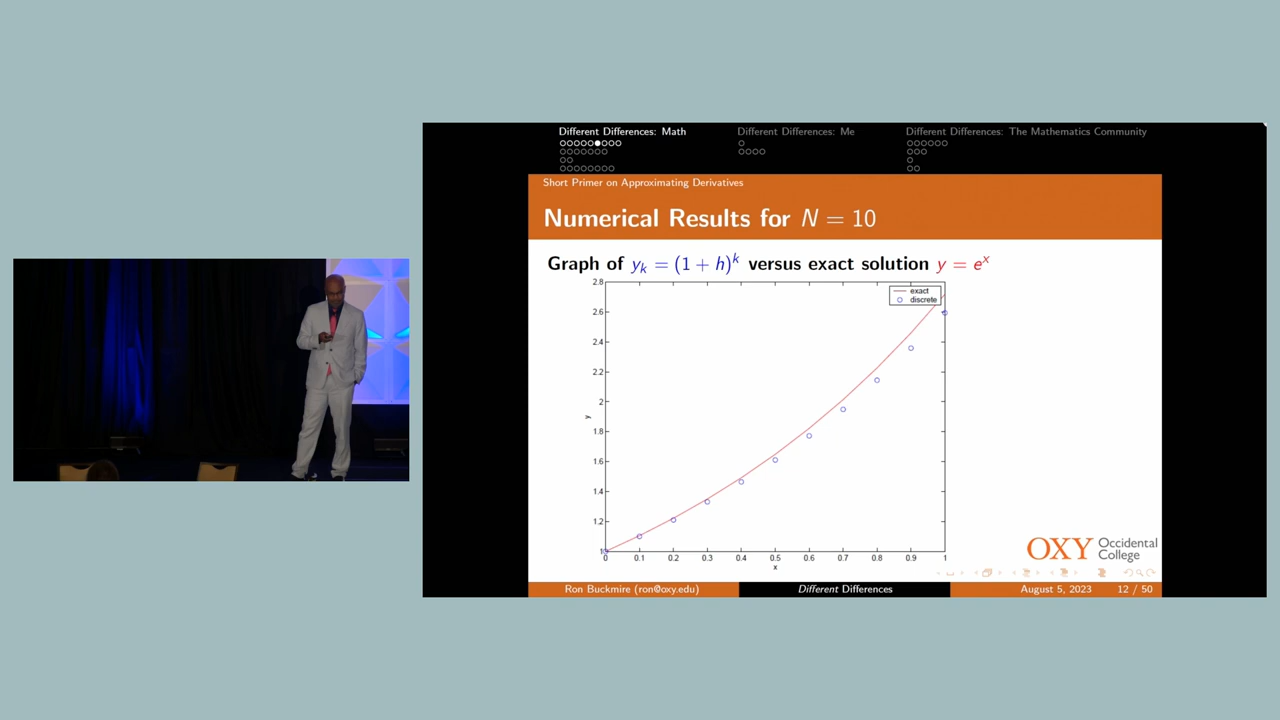 Different Differences: Math
Different Differences: Me
Different Differences: The Mathematics Community
Short Primer on Approximating Derivatives
Numerical Results for N = 10
Graph of yₖ = (1 + h)ᵏ versus exact solution y = eˣ
exact
discrete
2.8
2.6
2.4
2.2
2
1.8
1.6
1.4
1.2
1
y
0 0.1 0.2 0.3 0.4 0.5 0.6 0.7 0.8 0.9 1
x
OXY Occidental
College
Ron Buckmire (ron@oxy.edu)
Different Differences
August 5, 2023 12 / 50